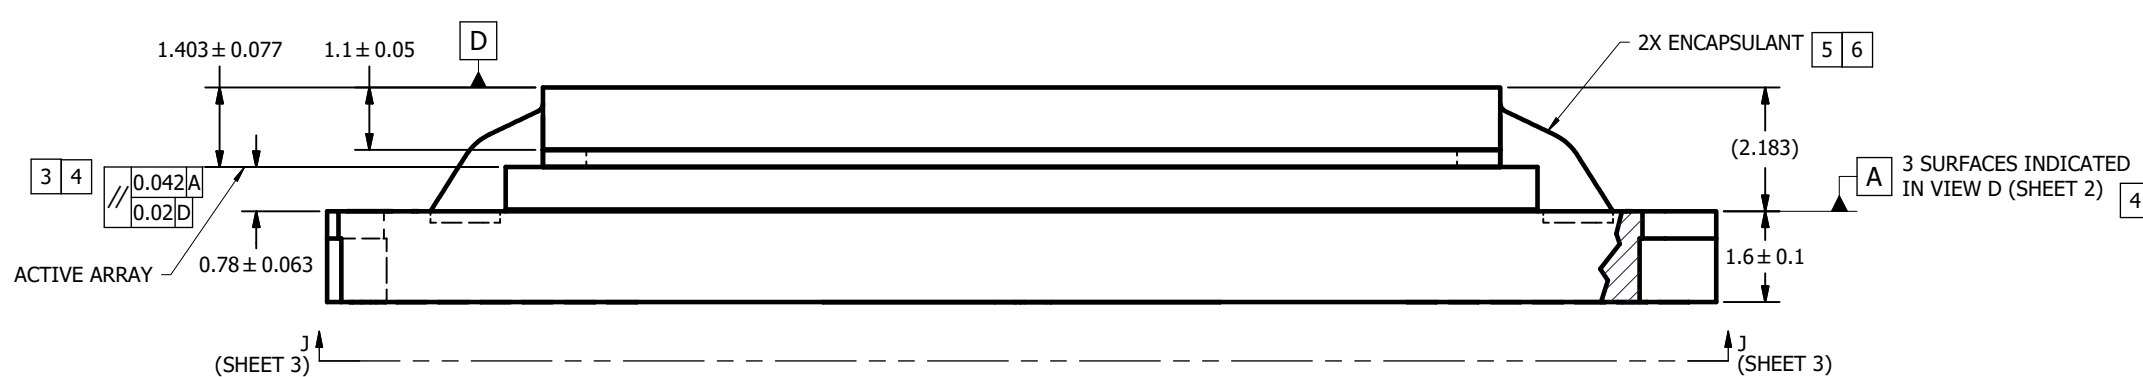 1.403 ± 0.077
1.1 ± 0.05
D
2X ENCAPSULANT 5 6
(2.183)
A
3 SURFACES INDICATED
IN VIEW D (SHEET 2) 4
3 4
// 0.042 A
0.02 D
ACTIVE ARRAY
0.78 ± 0.063
1.6 ± 0.1
J
(SHEET 3)
J
(SHEET 3)